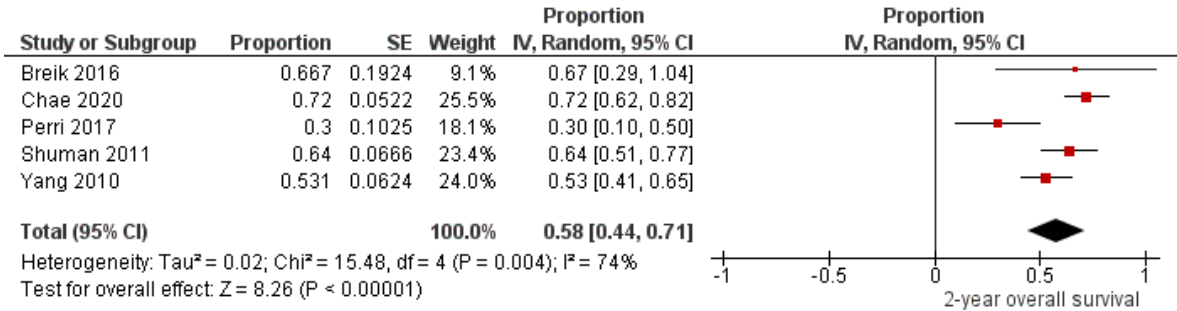 Proportion Proportion
Study or Subgroup Proportion SE Weight IV, Random, 95% CI IV, Random, 95% CI
Breik 2016 0.667 0.1924 9.1% 0.67 [0.29, 1.04]
Chae 2020 0.72 0.0522 25.5% 0.72 [0.62, 0.82]
Perri 2017 0.3 0.1025 18.1% 0.30 [0.10, 0.50]
Shuman 2011 0.64 0.0666 23.4% 0.64 [0.51, 0.77]
Yang 2010 0.531 0.0624 24.0% 0.53 [0.41, 0.65]
Total (95% CI) 100.0% 0.58 [0.44, 0.71]
Heterogeneity: Tau² = 0.02; Chi² = 15.48, df = 4 (P = 0.004); I² = 74%
Test for overall effect: Z = 8.26 (P < 0.00001)
-1 -0.5 0 0.5 1
2-year overall survival